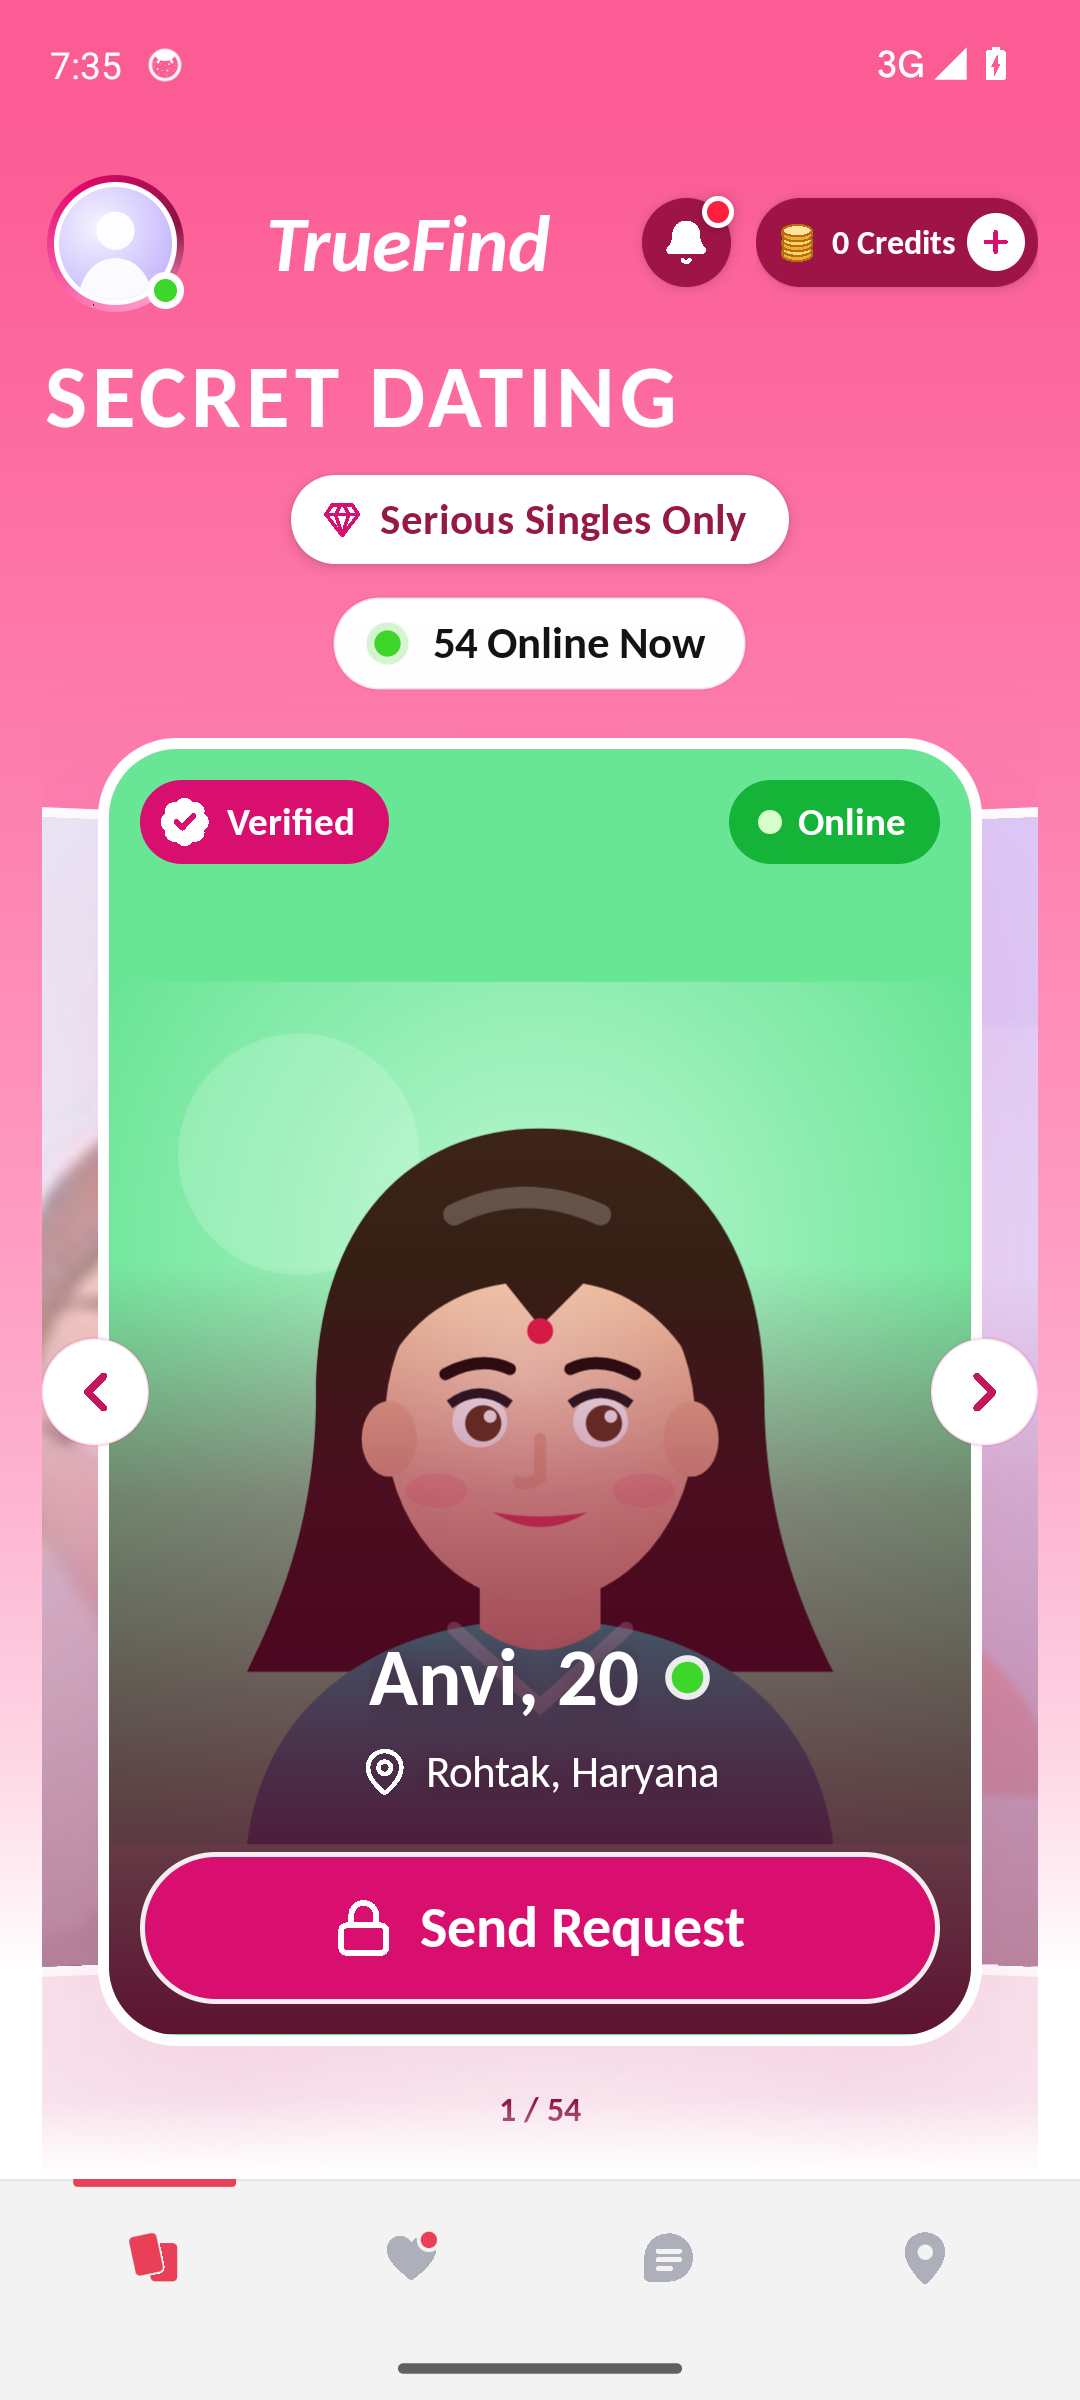 7:35
3G
TrueFind
0 Credits
SECRET DATING
Serious Singles Only
54 Online Now
Verified
Online
Anvi, 20
Rohtak, Haryana
Send Request
1 / 54